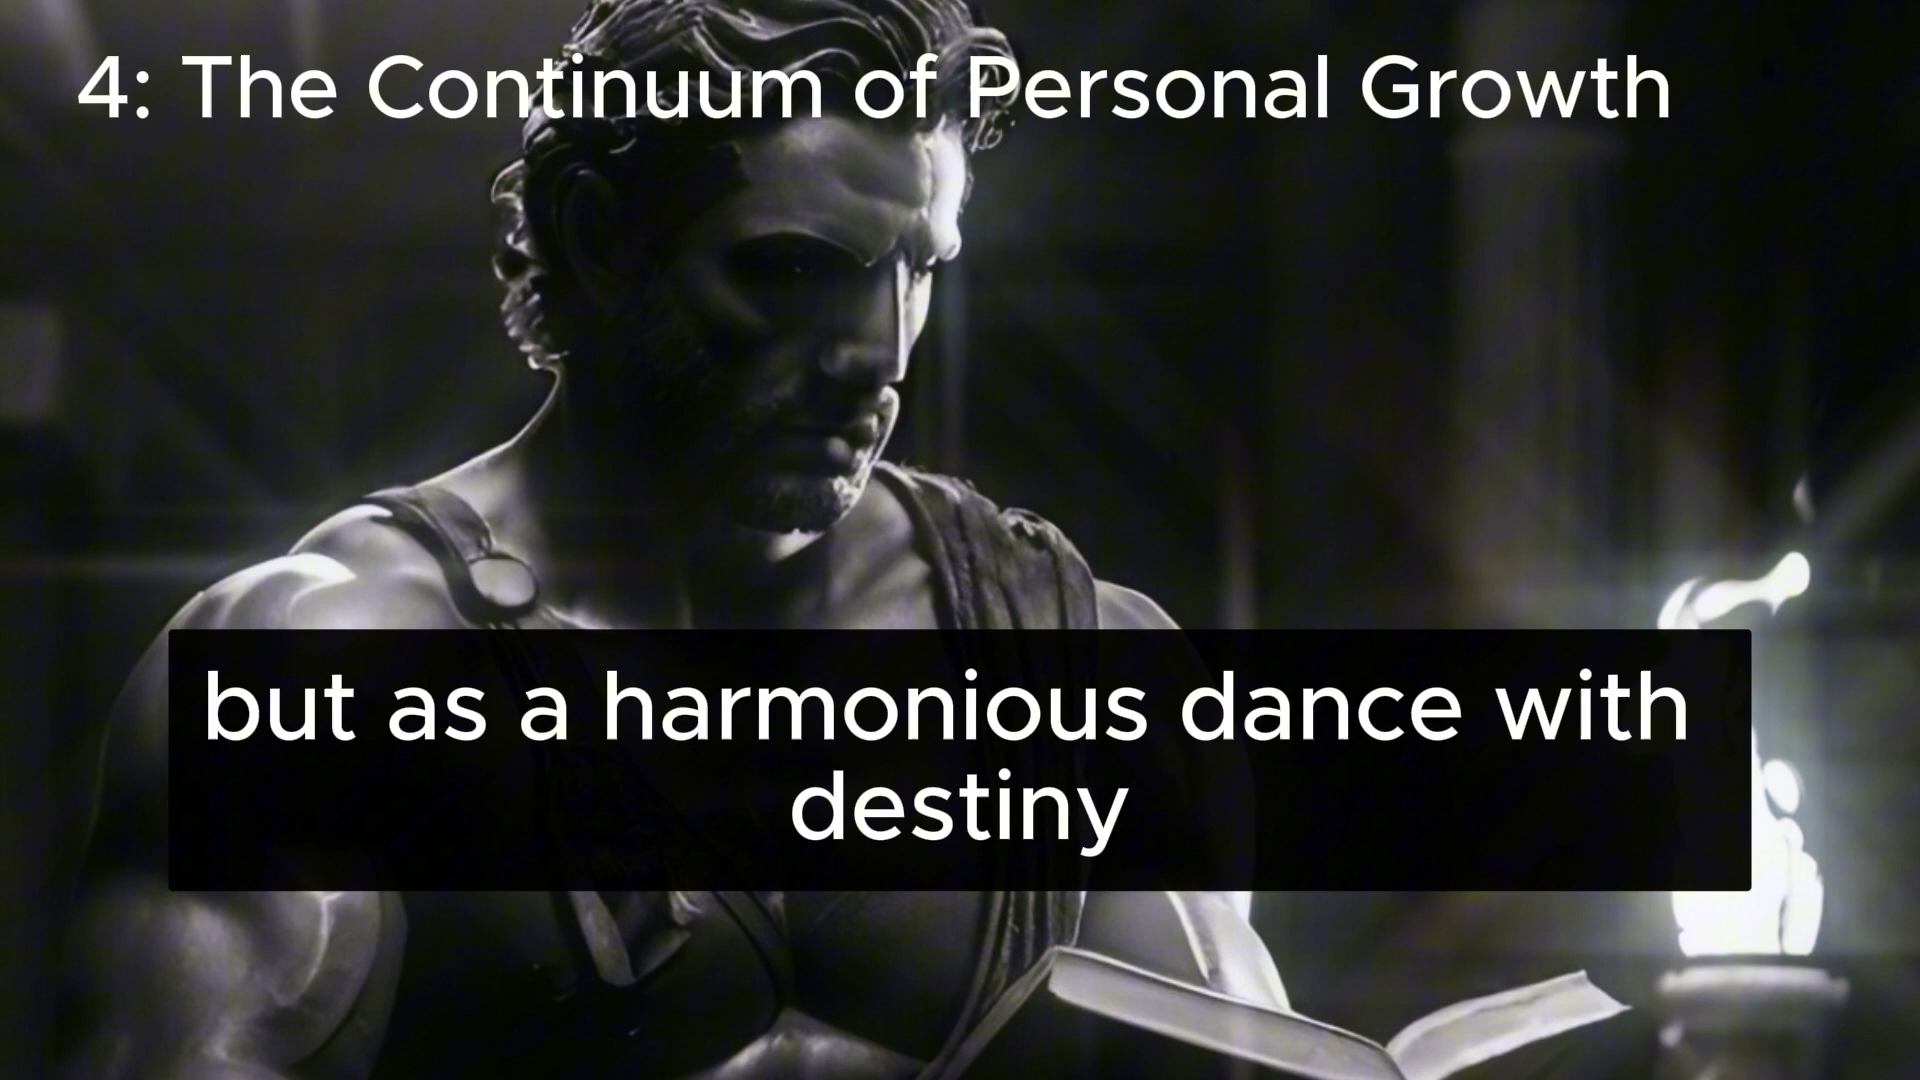 4: The Continuum of Personal Growth
but as a harmonious dance with
destiny